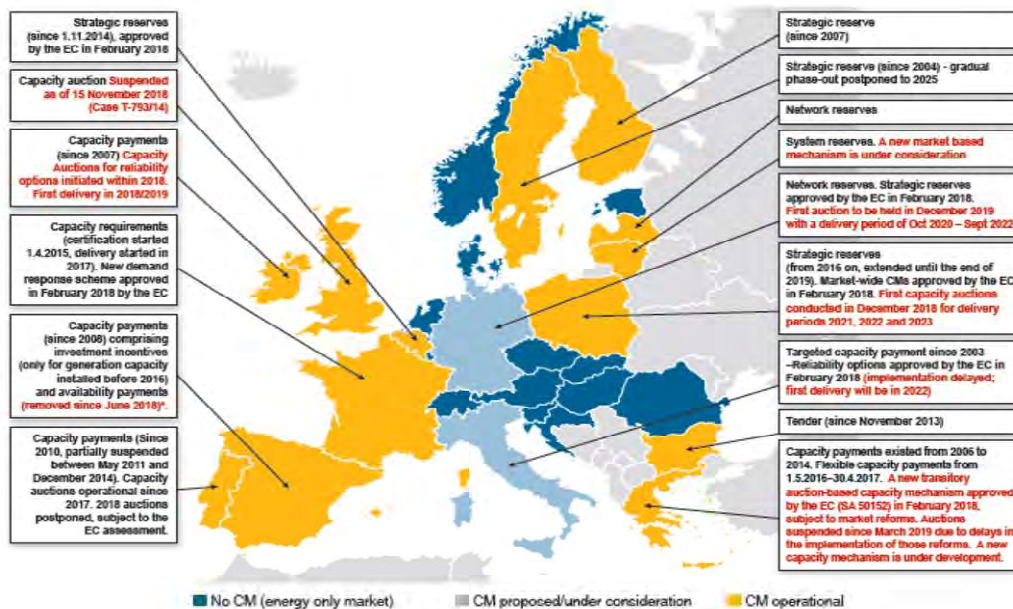 Strategic reserves
(since 1.11.2014), approved
by the EC in February 2018
Capacity auction Suspended
as of 15 November 2018
(Case T-793/14)
Capacity payments
(since 2007) Capacity
Auctions for reliability
options initiated within 2018.
First delivery in 2018/2019
Capacity requirements
(certification started
1.4.2015, delivery started in
2017). New demand
response scheme approved
in February 2018 by the EC
Capacity payments
(since 2008) comprising
investment incentives
(only for generation capacity
installed before 2016)
and availability payments
(removed since June 2018)*.
Capacity payments (Since
2010, partially suspended
between May 2011 and
December 2014). Capacity
auctions operational since
2017. 2018 auctions
postponed, subject to the
EC assessment.
Strategic reserve
(since 2007)
Strategic reserve (since 2004) - gradual
phase-out postponed to 2025
Network reserves
System reserves. A new market based
mechanism is under consideration
Network reserves. Strategic reserves
approved by the EC in February 2018.
First auction to be held in December 2019
with a delivery period of Oct 2020 – Sept 2022
Strategic reserves
(from 2016 on, extended until the end of
2019). Market-wide CMs approved by the EC
in February 2018. First capacity auctions
conducted in December 2018 for delivery
periods 2021, 2022 and 2023
Targeted capacity payment since 2003
–Reliability options approved by the EC in
February 2018 (implementation delayed;
first delivery will be in 2022)
Tender (since November 2013)
Capacity payments existed from 2006 to
2014. Flexible capacity payments from
1.5.2016–30.4.2017. A new transitory
auction-based capacity mechanism approved
by the EC (SA 50152) in February 2018,
subject to market reforms. Auctions
suspended since March 2019 due to delays in
the implementation of those reforms. A new
capacity mechanism is under development.
No CM (energy only market)
CM proposed/under consideration
CM operational